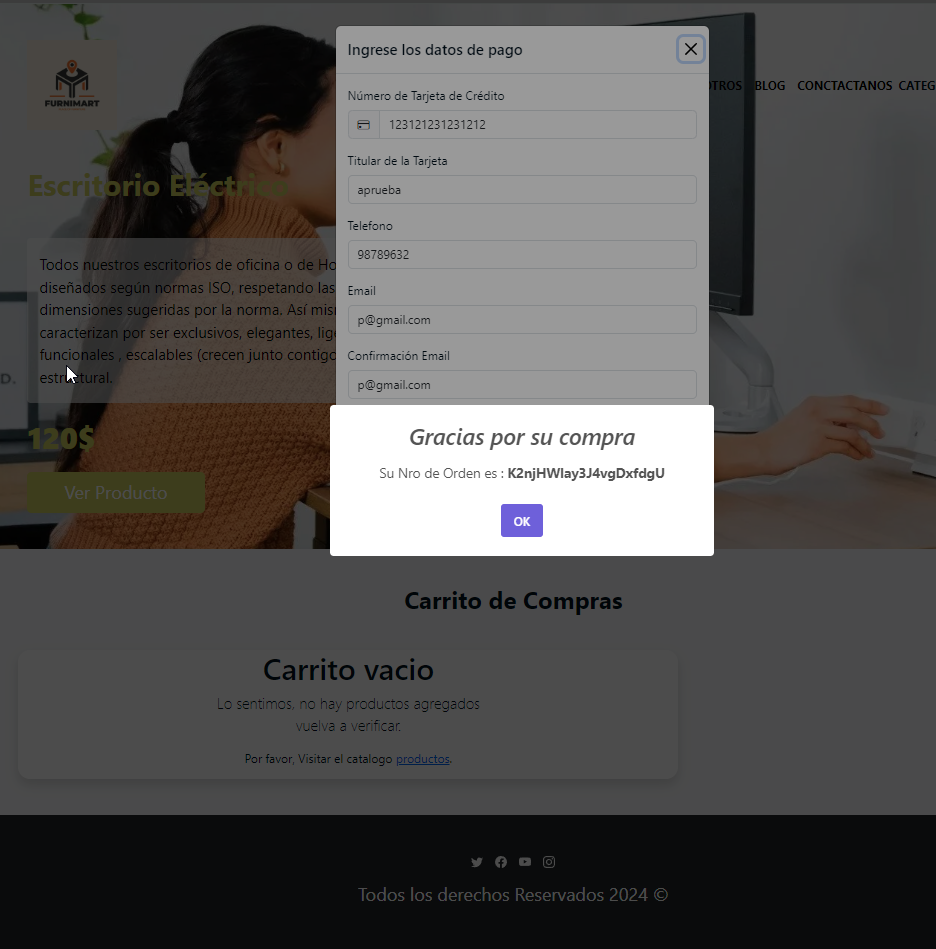 FURNIMART
OTROS BLOG CONCTACTANOS CATEG
Escritorio Eléctrico
Todos nuestros escritorios de oficina o de Ho
diseñados según normas ISO, respetando las
dimensiones sugeridas por la norma. Así mism
caracterizan por ser exclusivos, elegantes, lige
funcionales , escalables (crecen junto contigo
estructural.
D.
120$
Ver Producto
Ingrese los datos de pago
Número de Tarjeta de Crédito
123121231231212
Titular de la Tarjeta
aprueba
Telefono
98789632
Email
p@gmail.com
Confirmación Email
p@gmail.com
Gracias por su compra
Su Nro de Orden es : K2njHWlay3J4vgDxfdgU
OK
Carrito de Compras
Carrito vacio
Lo sentimos, no hay productos agregados
vuelva a verificar.
Por favor, Visitar el catalogo productos.
Todos los derechos Reservados 2024 ©